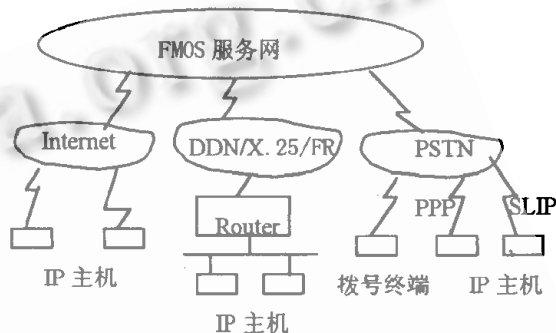 FMOS 服务网
Internet
DDN/X. 25/FR
PSTN
Router
PPP
SLIP
IP 主机
拨号终端
IP 主机
IP 主机